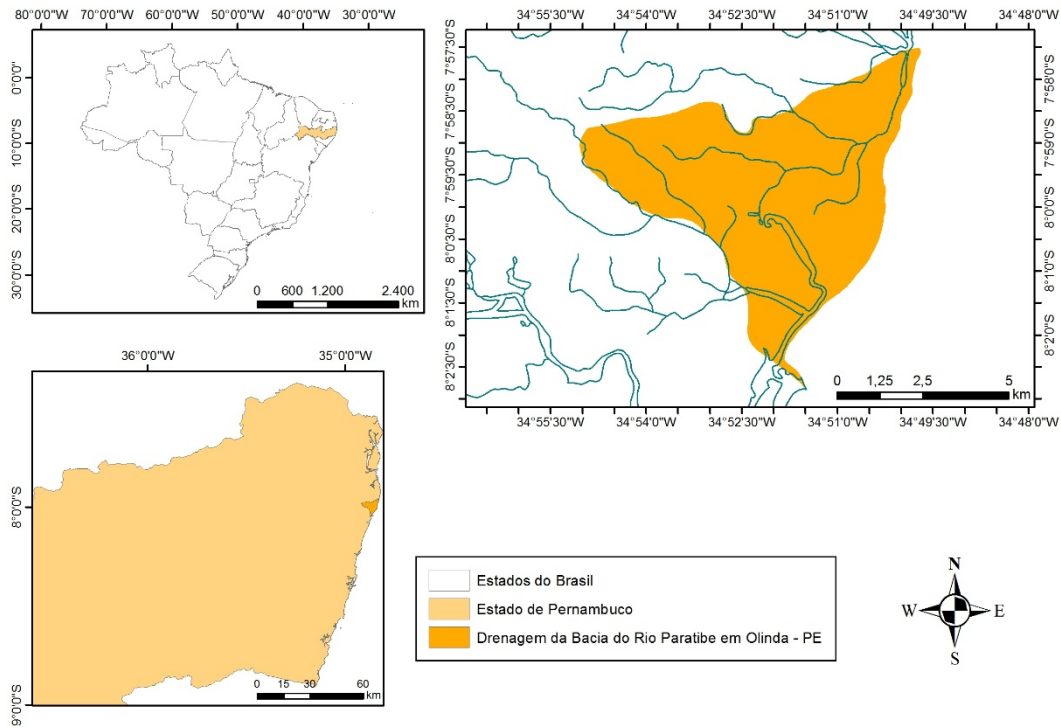 80°0'0"W 70°0'0"W 60°0'0"W 50°0'0"W 40°0'0"W 30°0'0"W
0°0'0"
10°0'0"S
20°0'0"S
30°0'0"S
0 600 1.200 2.400
km
34°55'30"W 34°54'0"W 34°52'30"W 34°51'0"W 34°49'30"W 34°48'0"W
7°57'30"S
7°58'30"S
7°59'30"S
8°0'30"S
8°1'30"S
8°2'30"S
7°58'0"S
7°59'0"S
8°0'0"S
8°1'0"S
8°2'0"S
0 1,25 2,5 5
km
34°55'30"W 34°54'0"W 34°52'30"W 34°51'0"W 34°49'30"W 34°48'0"W
36°0'0"W 35°0'0"W
8°0'0"S
9°0'0"S
0 15 30 60
km
Estados do Brasil
Estado de Pernambuco
Drenagem da Bacia do Rio Paratibe em Olinda - PE
N
W E
S